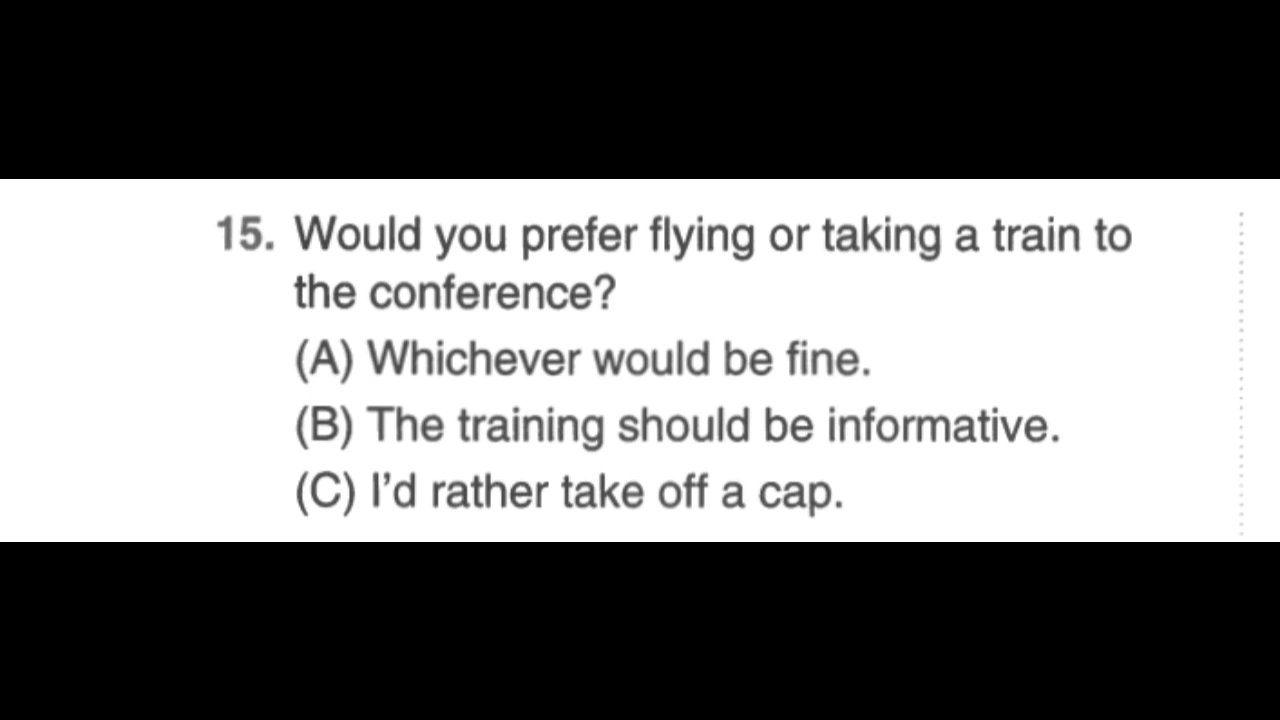 15. Would you prefer flying or taking a train to
the conference?
(A) Whichever would be fine.
(B) The training should be informative.
(C) I'd rather take off a cap.